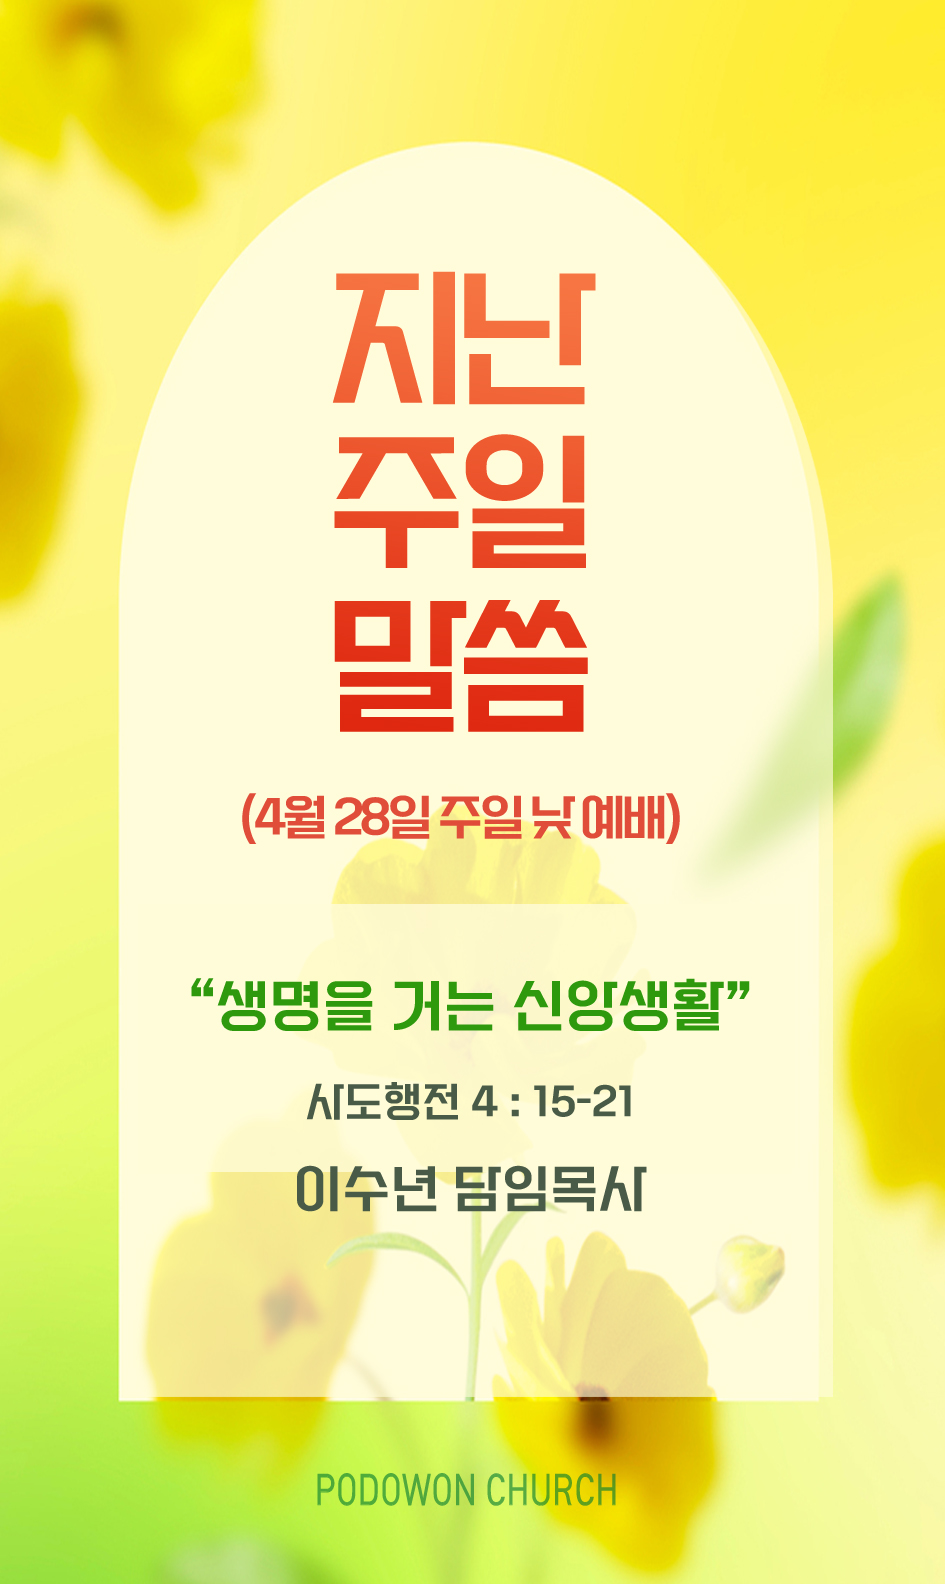 지난
주일
말씀
(4월 28일 주일 낮 예배)
“생명을 거는 신앙생활”
사도행전 4 : 15-21
이수년 담임목사
PODOWON CHURCH